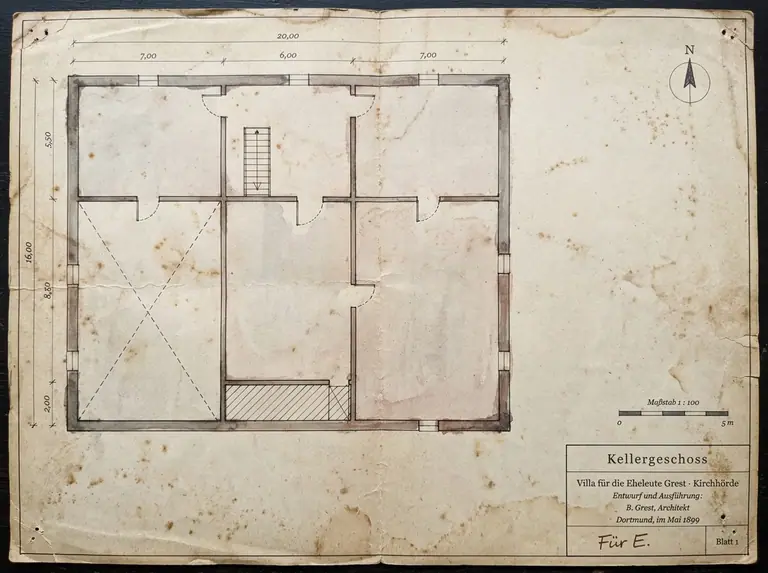 20,00
7,00 6,00 7,00
N
5,50
16,00
8,80
2,00
Maßstab 1 : 100
0 5 m
Kellergeschoss
Villa für die Eheleute Grest · Kirchhörde
Entwurf und Ausführung:
B. Grest, Architekt
Dortmund, im Mai 1899
Für E.
Blatt 1